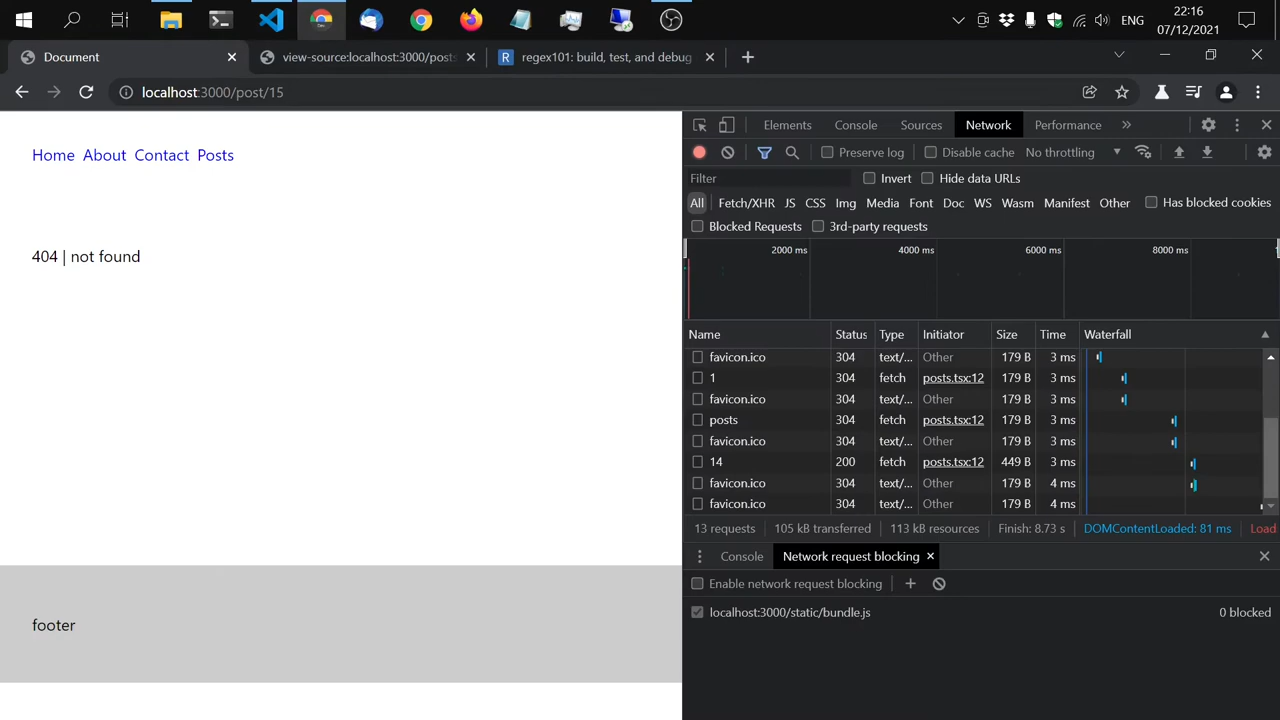 ENG
22:16
07/12/2021
Document
view-source:localhost:3000/posts
regex101: build, test, and debug
localhost:3000/post/15
Home About Contact Posts
404 | not found
footer
Elements Console Sources Network Performance
Preserve log Disable cache No throttling
Filter Invert Hide data URLs
All Fetch/XHR JS CSS Img Media Font Doc WS Wasm Manifest Other Has blocked cookies
Blocked Requests 3rd-party requests
2000 ms 4000 ms 6000 ms 8000 ms
Name Status Type Initiator Size Time Waterfall
favicon.ico 304 text/... Other 179 B 3 ms
1 304 fetch posts.tsx:12 179 B 3 ms
favicon.ico 304 text/... Other 179 B 3 ms
posts 304 fetch posts.tsx:12 179 B 3 ms
favicon.ico 304 text/... Other 179 B 3 ms
14 200 fetch posts.tsx:12 449 B 3 ms
favicon.ico 304 text/... Other 179 B 4 ms
favicon.ico 304 text/... Other 179 B 4 ms
13 requests 105 kB transferred 113 kB resources Finish: 8.73 s DOMContentLoaded: 81 ms Load
Console Network request blocking
Enable network request blocking
localhost:3000/static/bundle.js 0 blocked